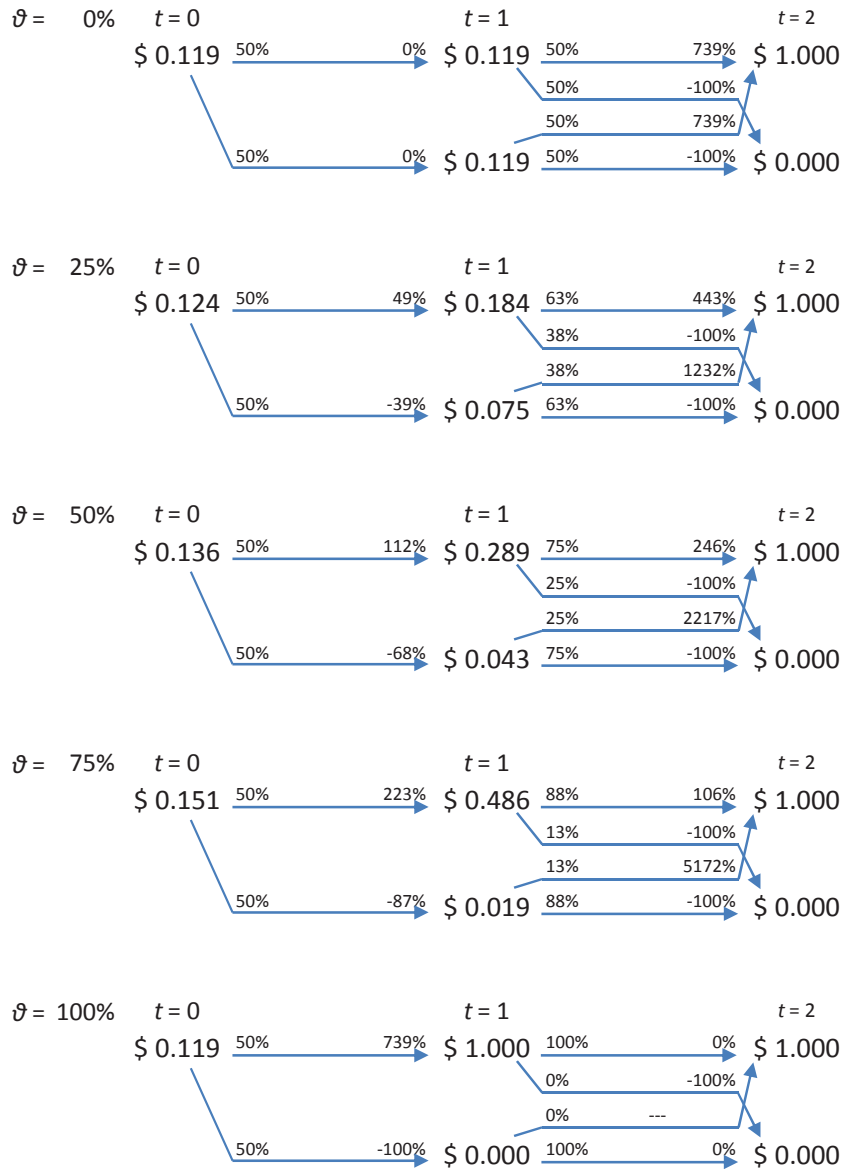 ϑ = 0% t = 0 t = 1 t = 2
$ 0.119 50% 0% $ 0.119 50% 739% $ 1.000
50% -100%
50% 739%
50% 0% $ 0.119 50% -100% $ 0.000
ϑ = 25% t = 0 t = 1 t = 2
$ 0.124 50% 49% $ 0.184 63% 443% $ 1.000
38% -100%
38% 1232%
50% -39% $ 0.075 63% -100% $ 0.000
ϑ = 50% t = 0 t = 1 t = 2
$ 0.136 50% 112% $ 0.289 75% 246% $ 1.000
25% -100%
25% 2217%
50% -68% $ 0.043 75% -100% $ 0.000
ϑ = 75% t = 0 t = 1 t = 2
$ 0.151 50% 223% $ 0.486 88% 106% $ 1.000
13% -100%
13% 5172%
50% -87% $ 0.019 88% -100% $ 0.000
ϑ = 100% t = 0 t = 1 t = 2
$ 0.119 50% 739% $ 1.000 100% 0% $ 1.000
0% -100%
0% ---
50% -100% $ 0.000 100% 0% $ 0.000